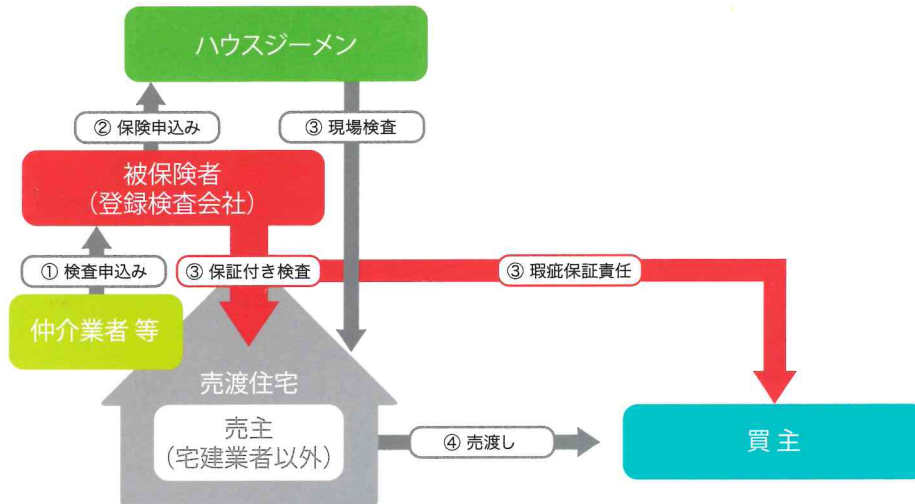 ハウスジーメン
② 保険申込み
③ 現場検査
被保険者
（登録検査会社）
① 検査申込み
③ 保証付き検査
③ 瑕疵保証責任
仲介業者 等
売渡住宅
売主
（宅建業者以外）
④ 売渡し
買 主